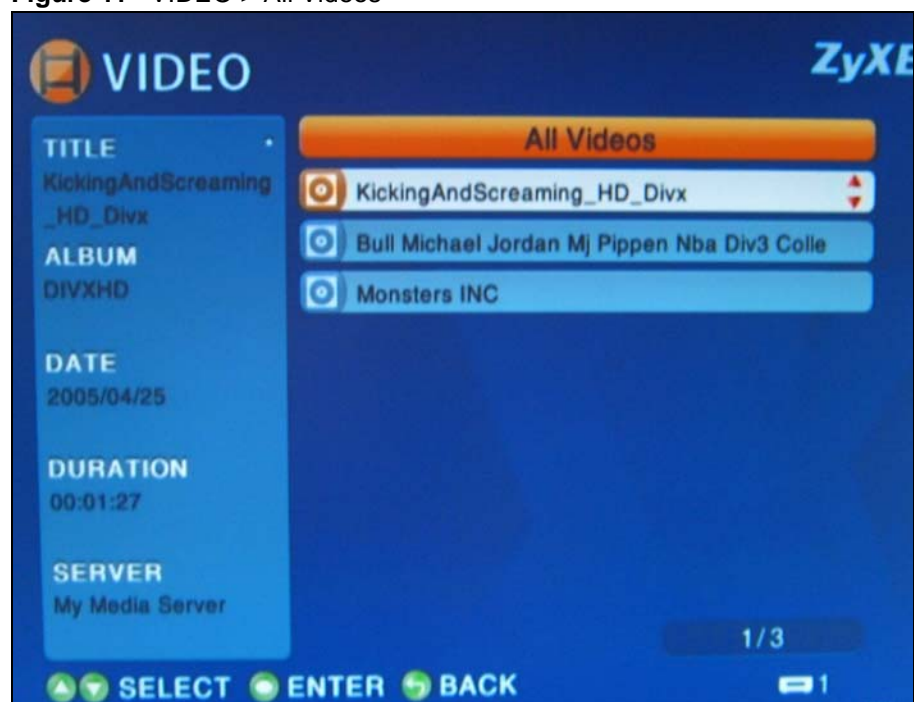 VIDEO
ZyXE
TITLE
KickingAndScreaming
_HD_Divx
ALBUM
DIVXHD
DATE
2005/04/25
DURATION
00:01:27
SERVER
My Media Server
All Videos
KickingAndScreaming_HD_Divx
Bull Michael Jordan Mj Pippen Nba Div3 Colle
Monsters INC
1/3
SELECT ENTER BACK
1